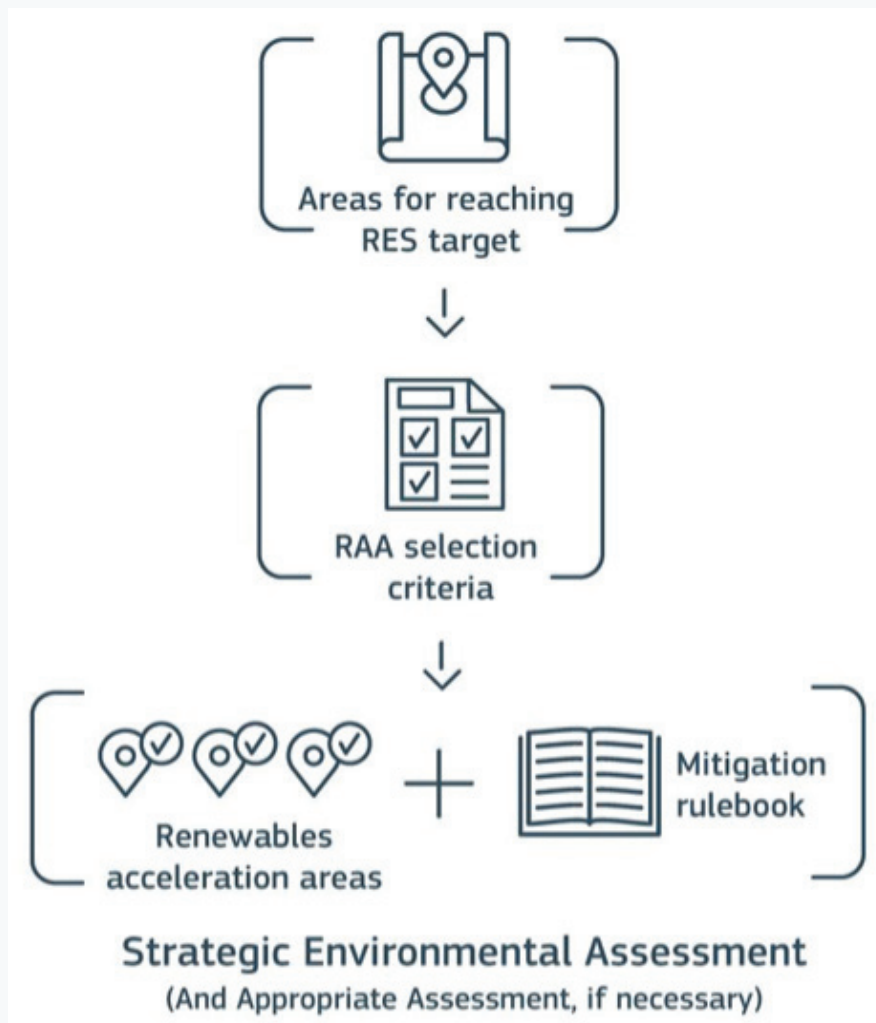 Areas for reaching
RES target
RAA selection
criteria
Renewables
acceleration areas
Mitigation
rulebook
Strategic Environmental Assessment
(And Appropriate Assessment, if necessary)